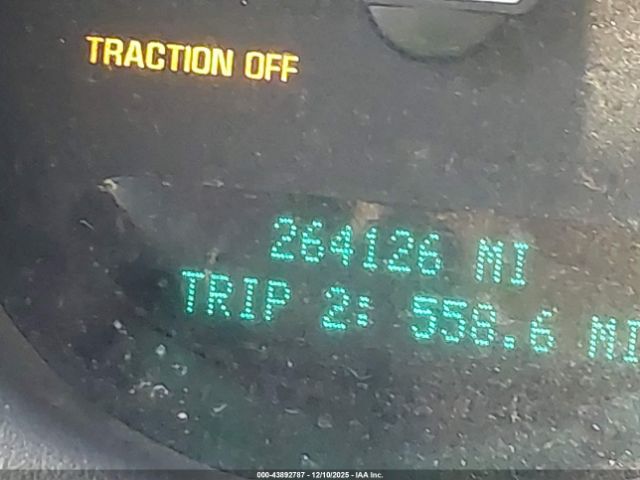 TRACTION OFF
264126 MI
TRIP 2: 558.6 MI
000-43892787 - 12/10/2025 - IAA Inc.